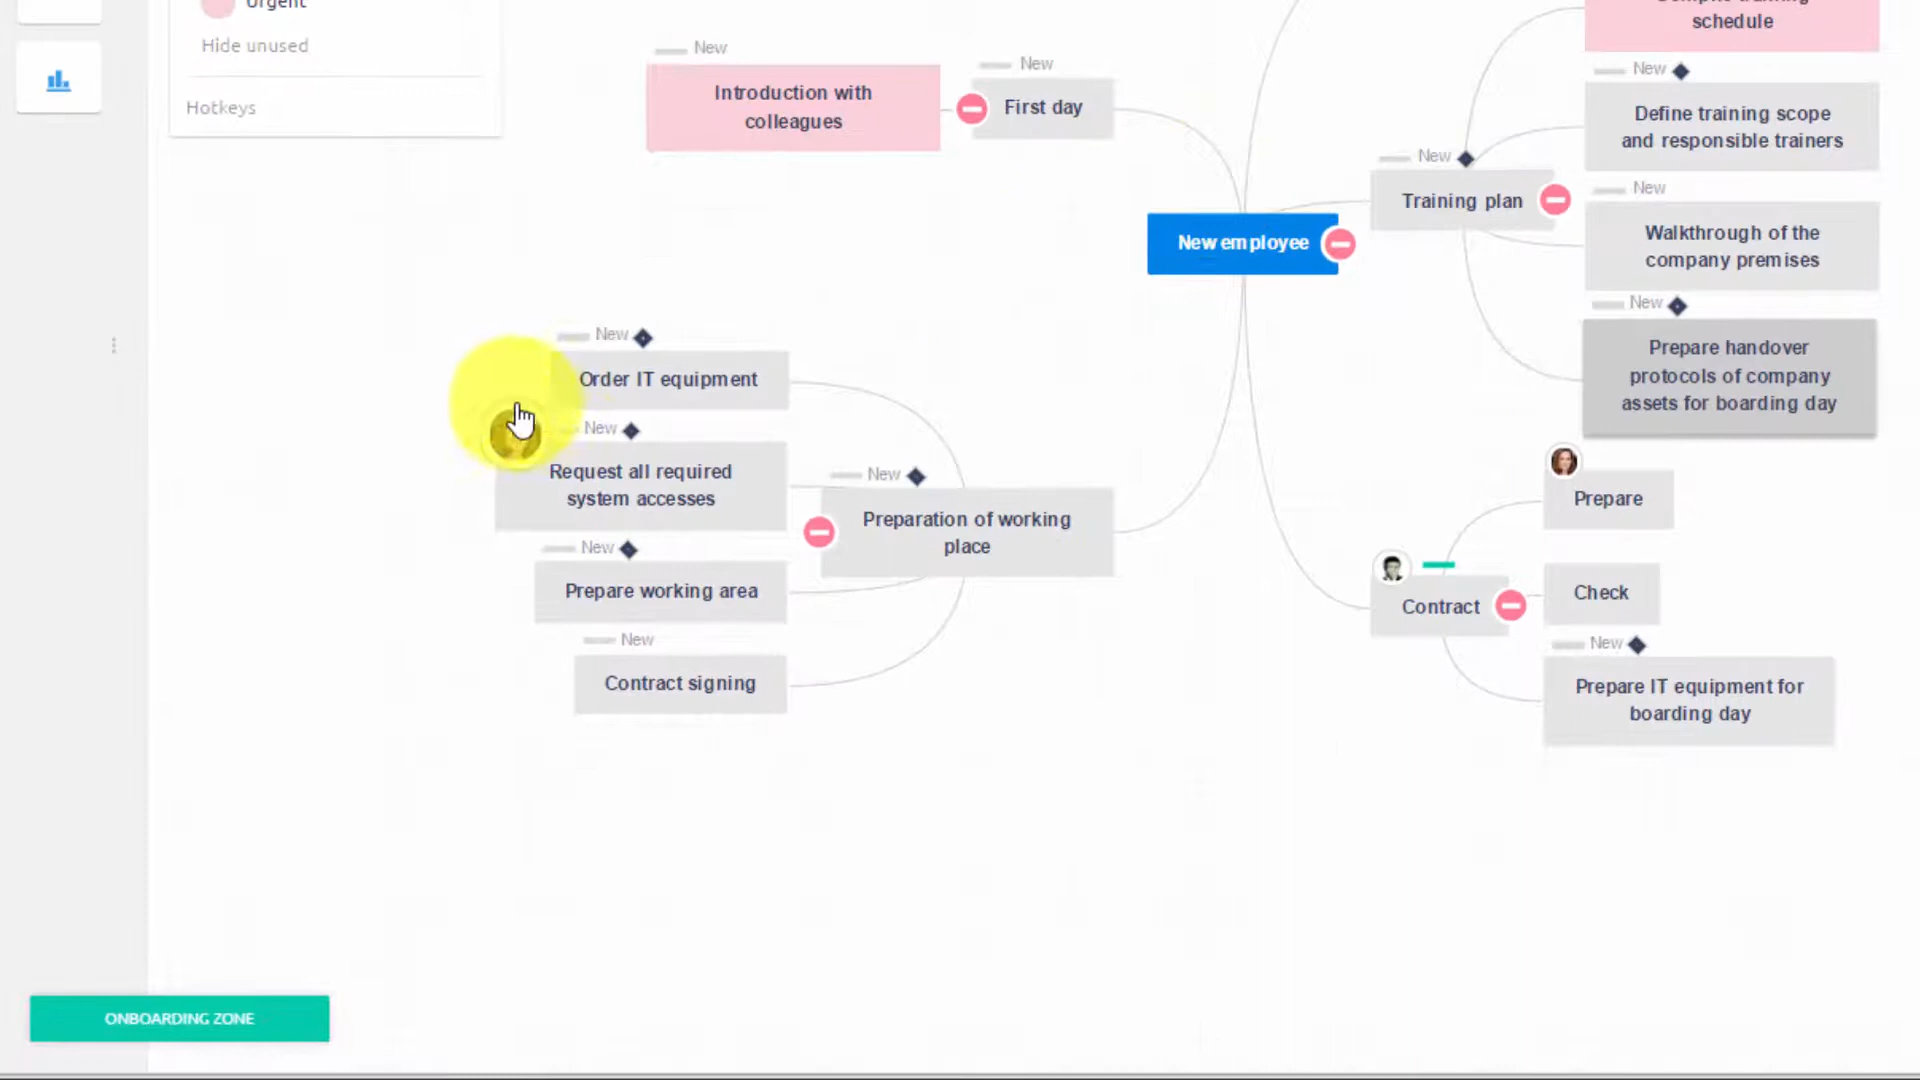 Urgent
Hide unused
Hotkeys
New
Introduction with
colleagues
New
First day
New employee
New
Order IT equipment
New
Request all required
system accesses
New
Prepare working area
New
Contract signing
New
Preparation of working
place
schedule
New
Define training scope
and responsible trainers
New
Training plan
New
Walkthrough of the
company premises
New
Prepare handover
protocols of company
assets for boarding day
Prepare
Contract
Check
New
Prepare IT equipment for
boarding day
ONBOARDING ZONE